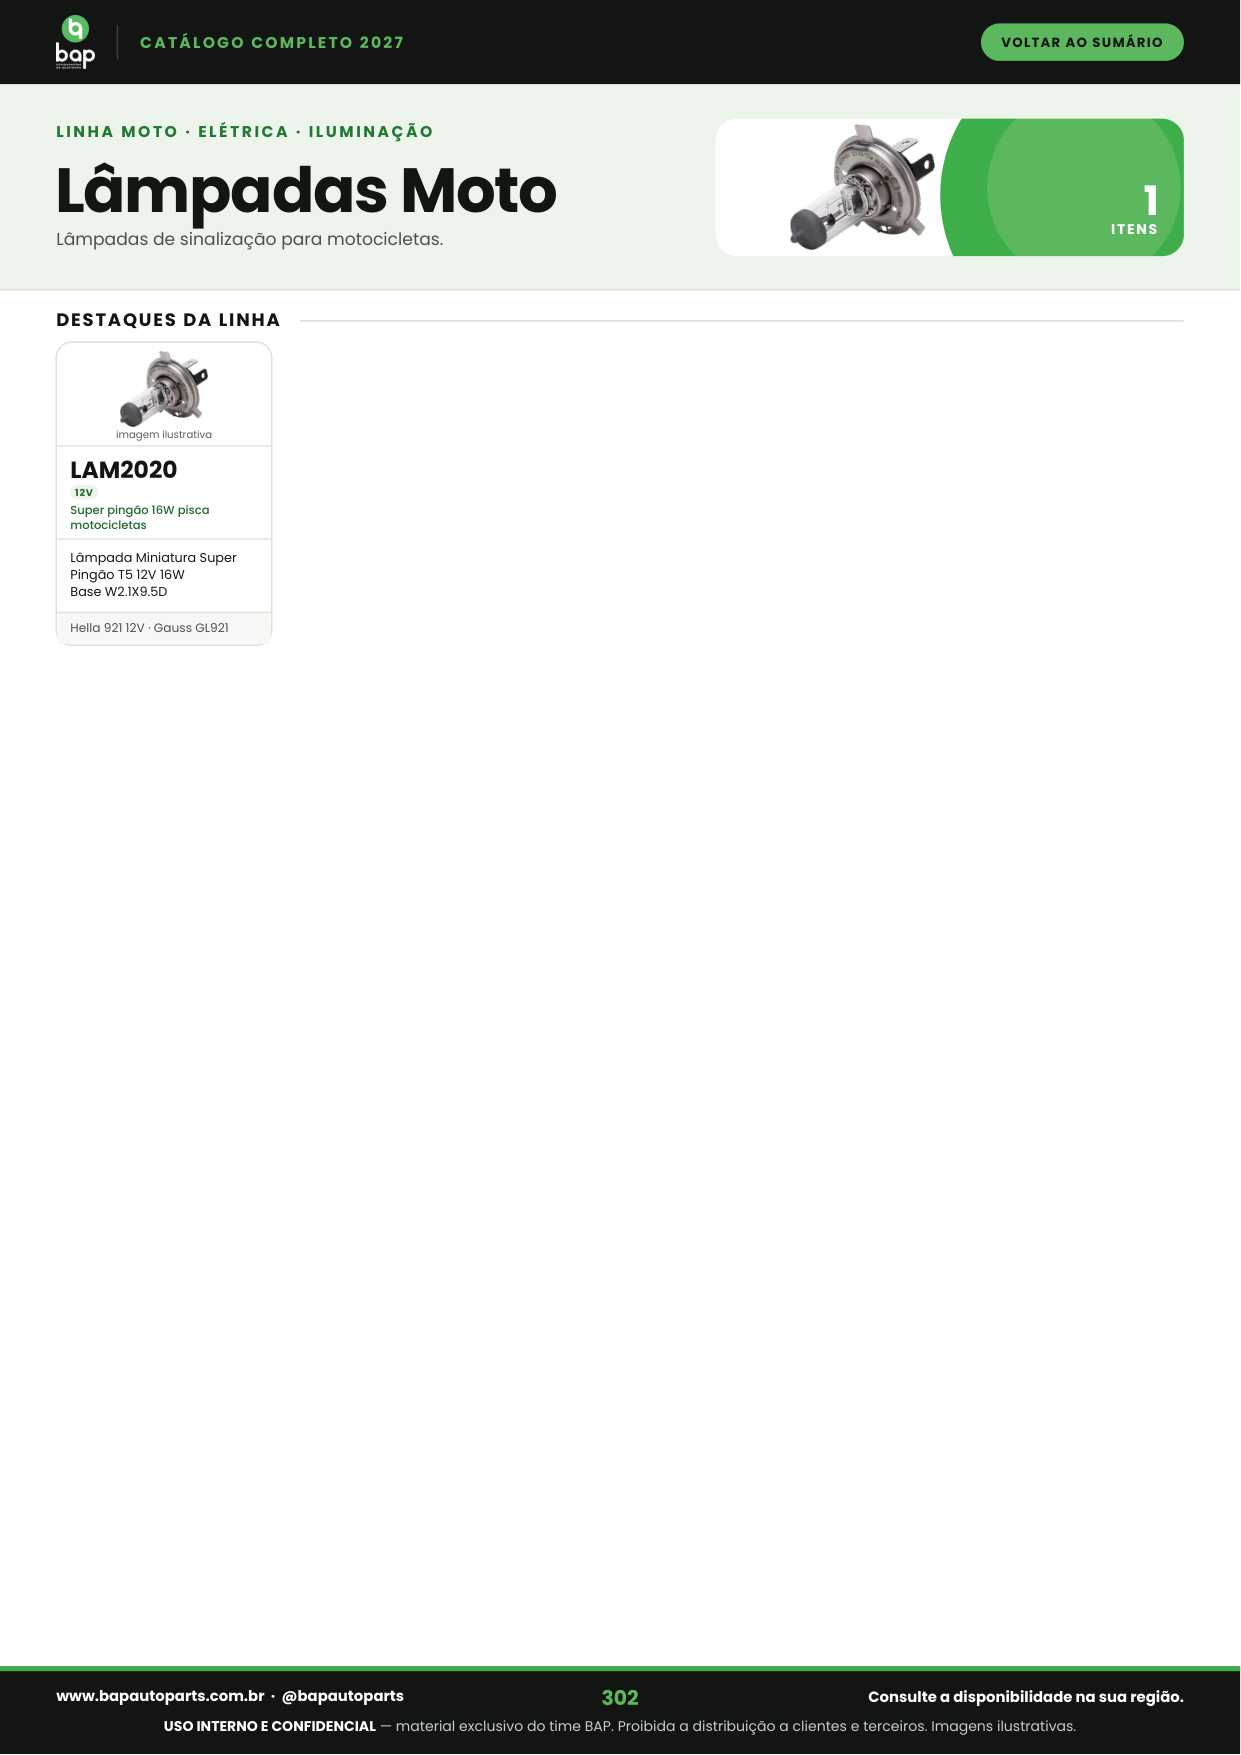 bap
CATÁLOGO COMPLETO 2027
VOLTAR AO SUMÁRIO
LINHA MOTO · ELÉTRICA · ILUMINAÇÃO
Lâmpadas Moto
Lâmpadas de sinalização para motocicletas.
1
ITENS
DESTAQUES DA LINHA
imagem ilustrativa
LAM2020
12V
Super pingão 16W pisca
motocicletas
Lâmpada Miniatura Super
Pingão T5 12V 16W
Base W2.1X9.5D
Hella 921 12V · Gauss GL921
www.bapautoparts.com.br · @bapautoparts
302
Consulte a disponibilidade na sua região.
USO INTERNO E CONFIDENCIAL — material exclusivo do time BAP. Proibida a distribuição a clientes e terceiros. Imagens ilustrativas.